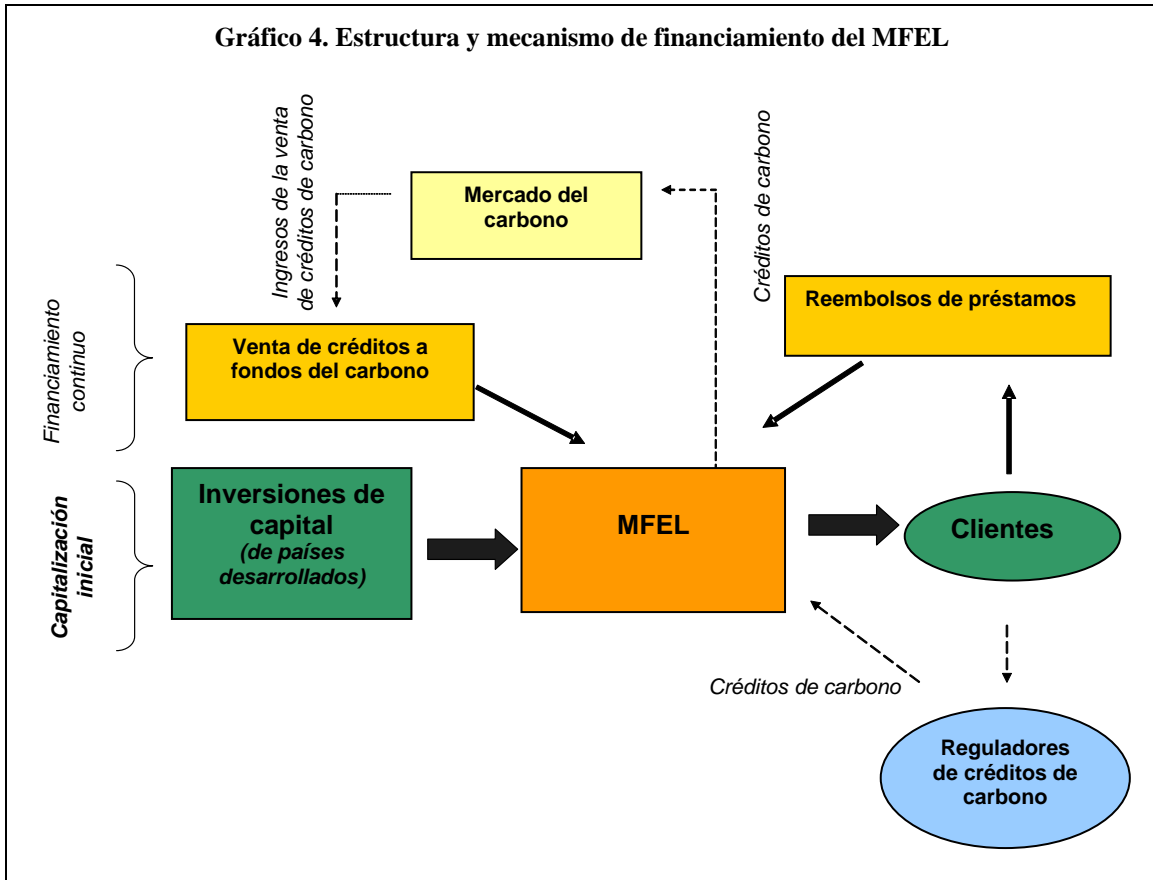 Gráfico 4. Estructura y mecanismo de financiamiento del MFEL
Ingresos de la venta
de créditos de carbono
Mercado del
carbono
Créditos de carbono
Financiamiento
continuo
Venta de créditos a
fondos del carbono
Reembolsos de préstamos
Capitalización
inicial
Inversiones de
capital
(de países
desarrollados)
MFEL
Clientes
Créditos de carbono
Reguladores
de créditos de
carbono